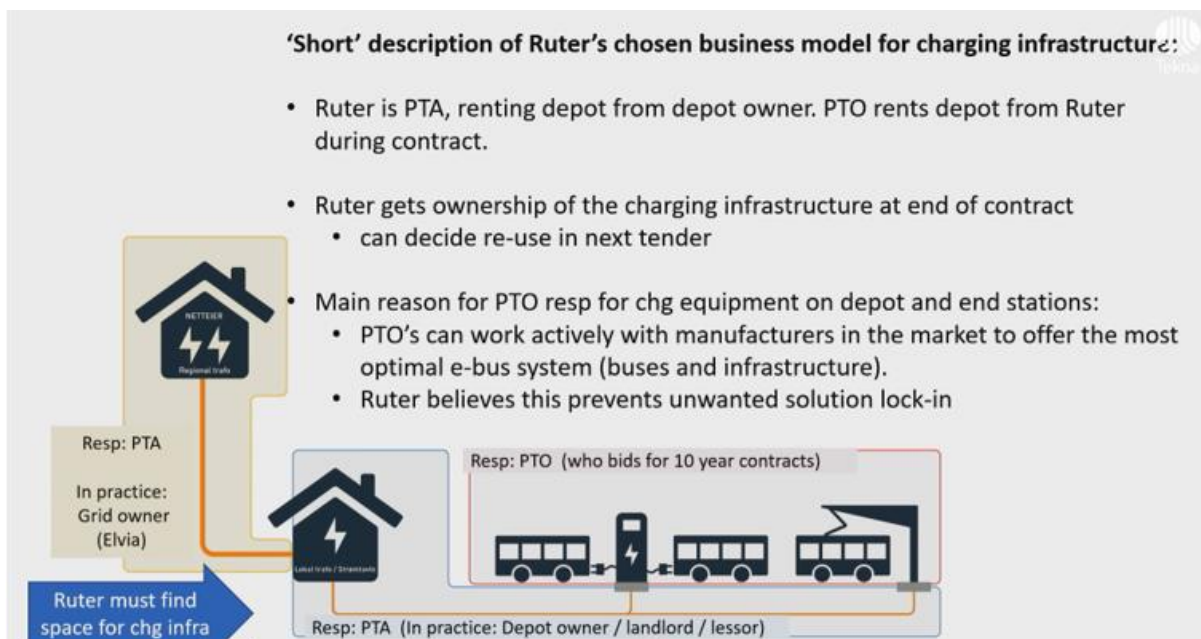 ‘Short’ description of Ruter’s chosen business model for charging infrastructure:
Tekna
• Ruter is PTA, renting depot from depot owner. PTO rents depot from Ruter
during contract.
• Ruter gets ownership of the charging infrastructure at end of contract
• can decide re-use in next tender
• Main reason for PTO resp for chg equipment on depot and end stations:
• PTO’s can work actively with manufacturers in the market to offer the most
optimal e-bus system (buses and infrastructure).
• Ruter believes this prevents unwanted solution lock-in
NETTEIER
Regional trafo
Resp: PTA
In practice:
Grid owner
(Elvia)
Resp: PTO (who bids for 10 year contracts)
Lokal trafo / Strømtavle
Ruter must find
space for chg infra
Resp: PTA (In practice: Depot owner / landlord / lessor)